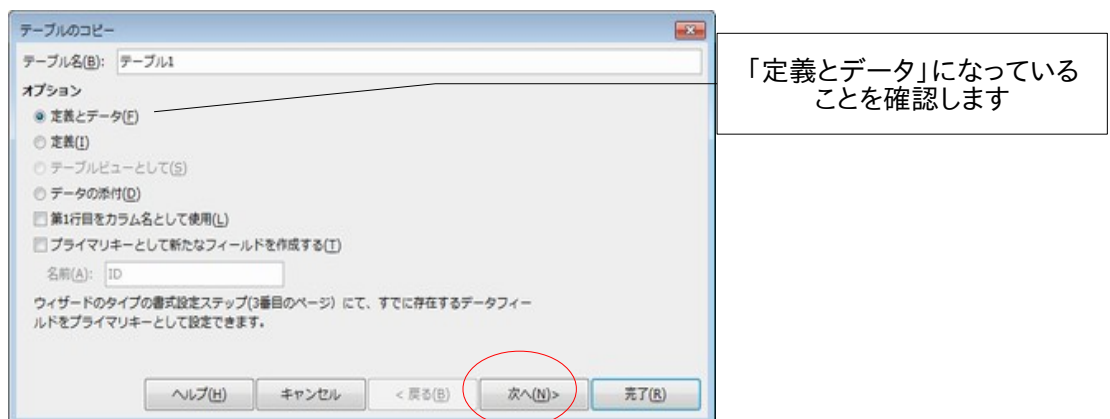 テーブルのコピー
テーブル名(B): テーブル1
「定義とデータ」になっている
ことを確認します
オプション
定義とデータ(F)
定義(I)
テーブルビューとして(S)
データの添付(D)
第1行目をカラム名として使用(L)
プライマリキーとして新たなフィールドを作成する(T)
名前(A): ID
ウィザードのタイプの書式設定ステップ(3番目のページ) にて、すでに存在するデータフィー
ルドをプライマリキーとして設定できます。
ヘルプ(H) キャンセル < 戻る(B) 次へ(N)> 完了(R)